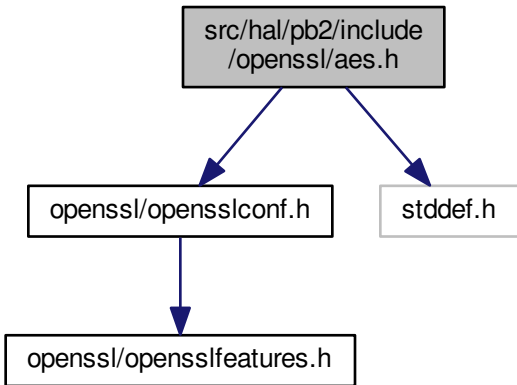 src/hal/pb2/include
/openssl/aes.h
openssl/opensslconf.h
stddef.h
openssl/opensslfeatures.h